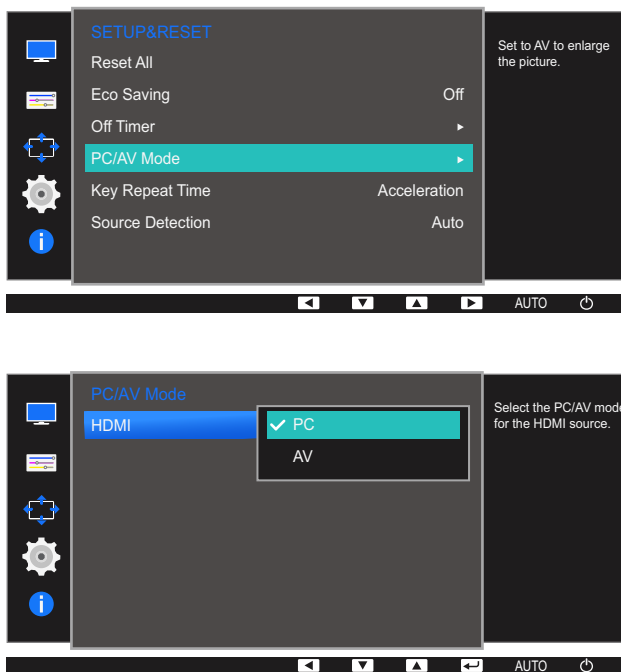 SETUP&RESET
Reset All
Eco Saving Off
Off Timer
PC/AV Mode
Key Repeat Time Acceleration
Source Detection Auto
Set to AV to enlarge
the picture.
AUTO
PC/AV Mode
HDMI
PC
AV
Select the PC/AV mode
for the HDMI source.
AUTO